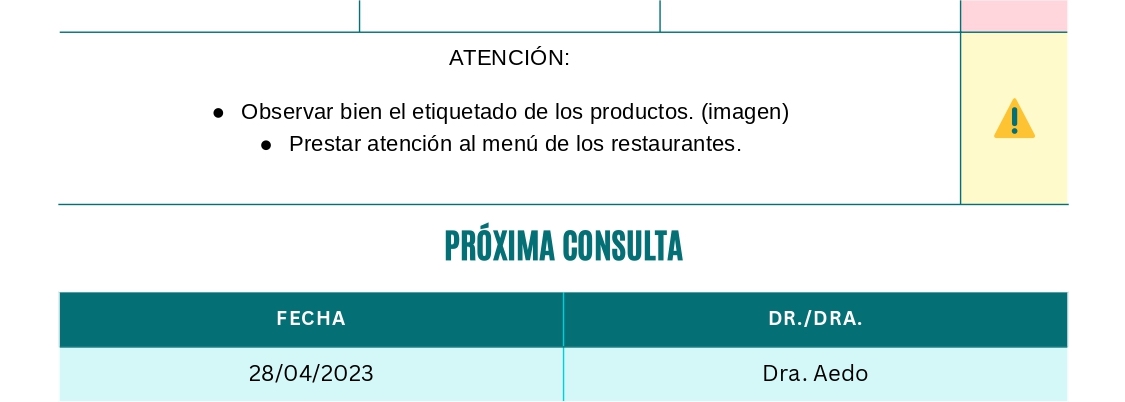 ATENCIÓN:
● Observar bien el etiquetado de los productos. (imagen)
● Prestar atención al menú de los restaurantes.
PRÓXIMA CONSULTA
FECHA DR./DRA.
28/04/2023 Dra. Aedo